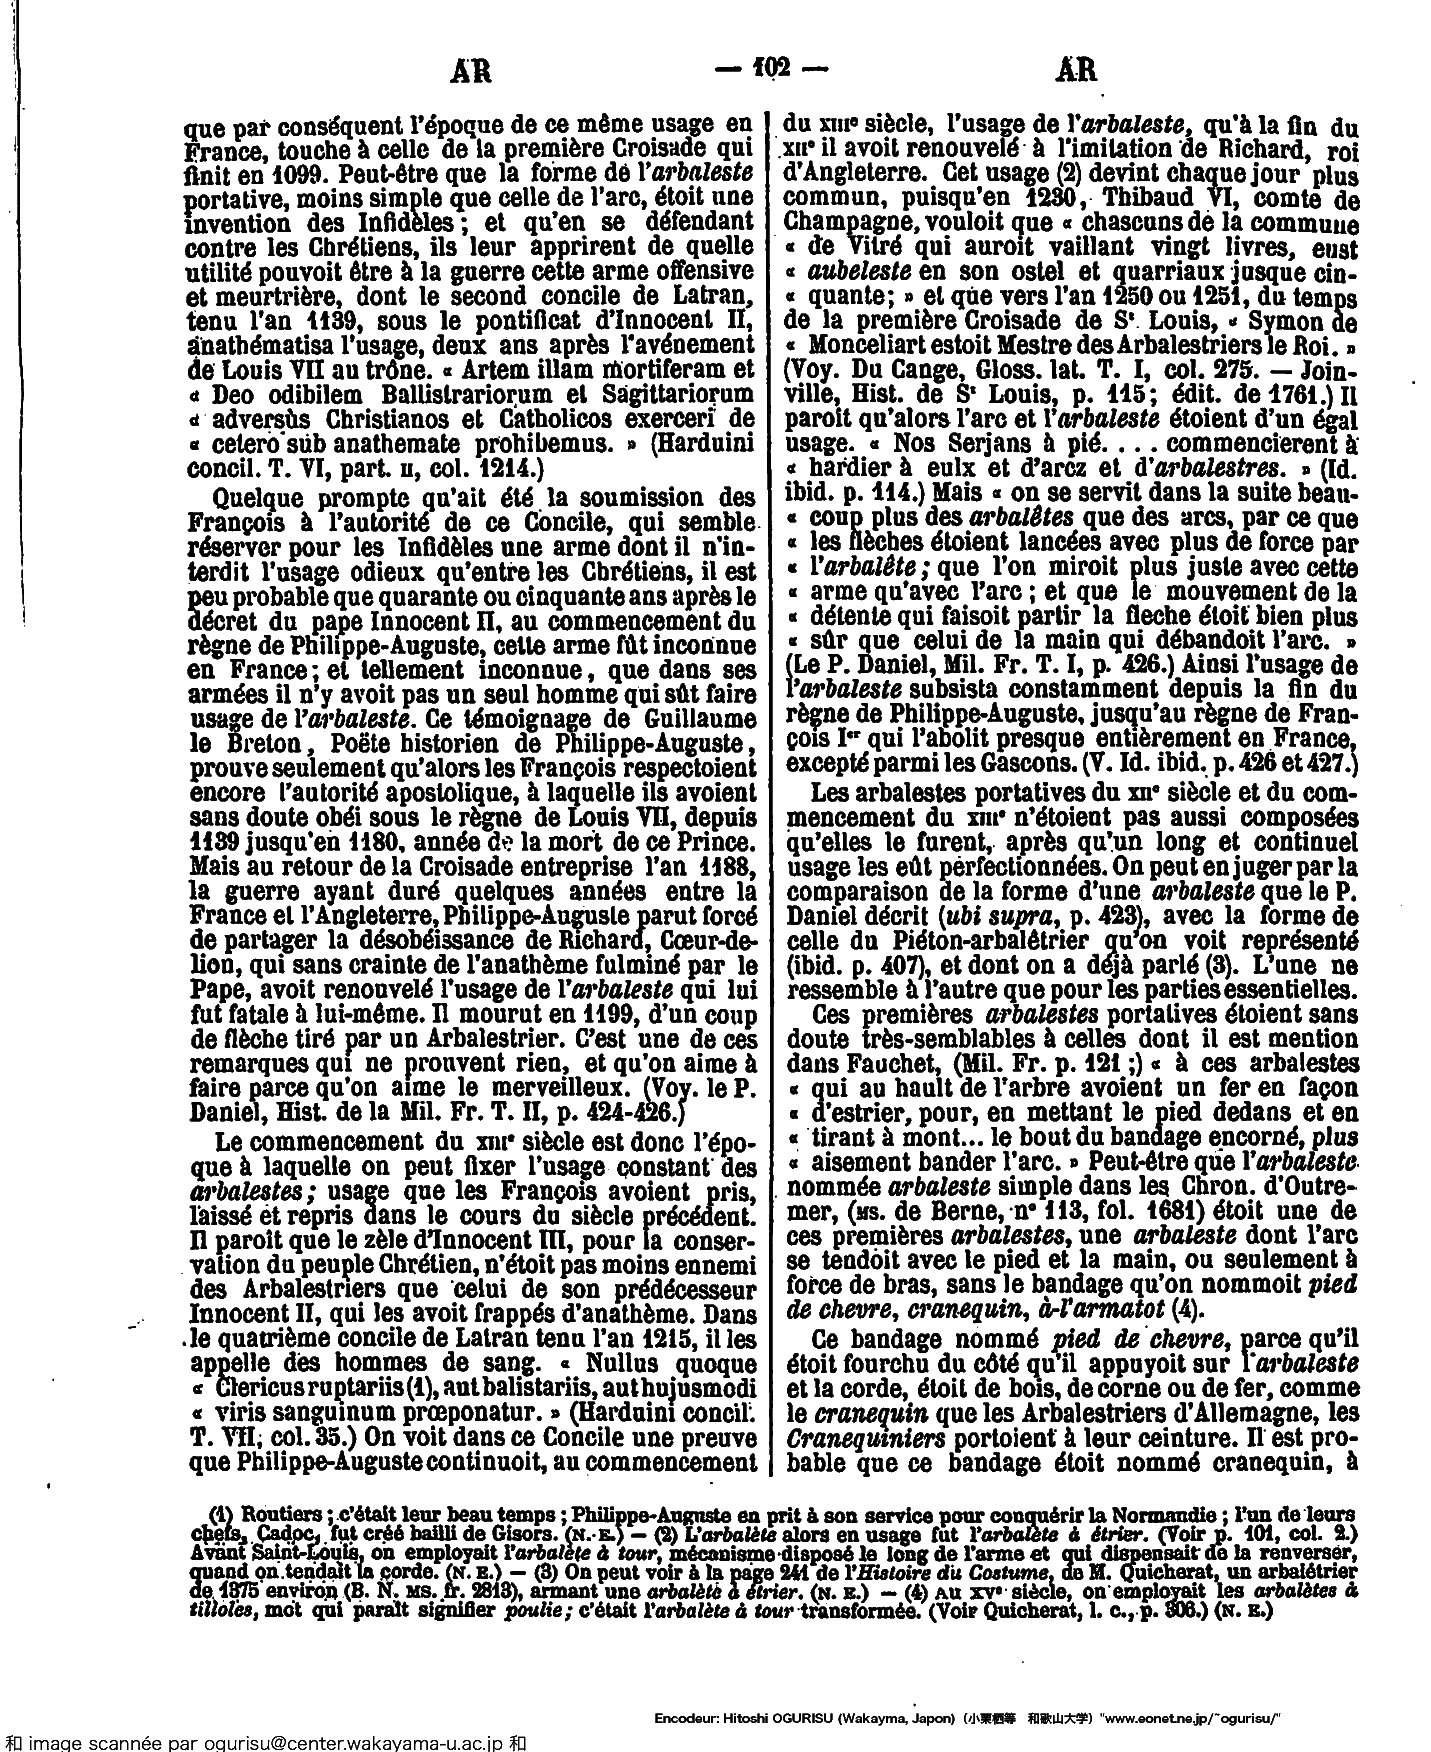 AR
— 102 —
AR
que par conséquent l'époque de ce même usage en
France, touche à celle de la première Croisade qui
finit en 1099. Peut-être que la forme de l'arbaleste
portative, moins simple que celle de l'arc, étoit une
invention des Infidèles ; et qu'en se défendant
contre les Chrétiens, ils leur apprirent de quelle
utilité pouvoit être à la guerre cette arme offensive
et meurtrière, dont le second concile de Latran,
tenu l'an 1139, sous le pontificat d'Innocent II,
anathématisa l'usage, deux ans après l'avénement
de Louis VII au trône. « Artem illam mortiferam et
« Deo odibilem Ballistrariorum et Sagittariorum
« adversùs Christianos et Catholicos exerceri de
« cetero sub anathemate prohibemus. » (Harduini
concil. T. VI, part. II, col. 1214.)
Quelque prompte qu'ait été la soumission des
François à l'autorité de ce Concile, qui semble
réserver pour les Infidèles une arme dont il n'in-
terdit l'usage odieux qu'entre les Chrétiens, il est
peu probable que quarante ou cinquante ans après le
décret du pape Innocent II, au commencement du
règne de Philippe-Auguste, cette arme fût inconnue
en France ; et tellement inconnue, que dans ses
armées il n'y avoit pas un seul homme qui sût faire
usage de l'arbaleste. Ce témoignage de Guillaume
le Breton, Poëte historien de Philippe-Auguste,
prouve seulement qu'alors les François respectoient
encore l'autorité apostolique, à laquelle ils avoient
sans doute obéi sous le règne de Louis VII, depuis
1139 jusqu'en 1180, année de la mort de ce Prince.
Mais au retour de la Croisade entreprise l'an 1188,
la guerre ayant duré quelques années entre la
France et l'Angleterre, Philippe-Auguste parut forcé
de partager la désobéissance de Richard, Cœur-de-
lion, qui sans crainte de l'anathème fulminé par le
Pape, avoit renouvelé l'usage de l'arbaleste qui lui
fut fatale à lui-même. Il mourut en 1199, d'un coup
de flèche tiré par un Arbalestrier. C'est une de ces
remarques qui ne prouvent rien, et qu'on aime à
faire parce qu'on aime le merveilleux. (Voy. le P.
Daniel, Hist. de la Mil. Fr. T. II, p. 424-426.)
Le commencement du XIIIe siècle est donc l'épo-
que à laquelle on peut fixer l'usage constant des
arbalestes ; usage que les François avoient pris,
laissé et repris dans le cours du siècle précédent.
Il paroit que le zèle d'Innocent III, pour la conser-
vation du peuple Chrétien, n'étoit pas moins ennemi
des Arbalestriers que celui de son prédécesseur
Innocent II, qui les avoit frappés d'anathème. Dans
le quatrième concile de Latran tenu l'an 1215, il les
appelle des hommes de sang. « Nullus quoque
« Clericus ruptariis (1), aut balistariis, aut hujusmodi
« viris sanguinum præponatur. » (Harduini concil.
T. VII, col. 35.) On voit dans ce Concile une preuve
que Philippe-Auguste continuoit, au commencement
du XIIIe siècle, l'usage de l'arbaleste, qu'à la fin du
XIIe il avoit renouvelé à l'imitation de Richard, roi
d'Angleterre. Cet usage (2) devint chaque jour plus
commun, puisqu'en 1230, Thibaud VI, comte de
Champagne, vouloit que « chascuns de la commune
« de Vitré qui auroit vaillant vingt livres, eust
« aubeleste en son ostel et quarriaux jusque cin-
« quante ; » et que vers l'an 1250 ou 1251, du temps
de la première Croisade de St Louis, « Symon de
« Monceliart estoit Mestre des Arbalestriers le Roi. »
(Voy. Du Cange, Gloss. lat. T. I, col. 275. — Join-
ville, Hist. de St Louis, p. 115 ; édit. de 1761.) Il
paroit qu'alors l'arc et l'arbaleste étoient d'un égal
usage. « Nos Serjans à pié. . . . commencierent à
« hardier à eulx et d'arcz et d'arbalestres. » (Id.
ibid. p. 114.) Mais « on se servit dans la suite beau-
« coup plus des arbalêtes que des arcs, par ce que
« les flèches étoient lancées avec plus de force par
« l'arbalête ; que l'on miroit plus juste avec cette
« arme qu'avec l'arc ; et que le mouvement de la
« détente qui faisoit partir la fleche étoit bien plus
« sûr que celui de la main qui débandoit l'arc. »
(Le P. Daniel, Mil. Fr. T. I, p. 426.) Ainsi l'usage de
l'arbaleste subsista constamment depuis la fin du
règne de Philippe-Auguste, jusqu'au règne de Fran-
çois Ier qui l'abolit presque entièrement en France,
excepté parmi les Gascons. (V. Id. ibid. p. 426 et 427.)
Les arbalestes portatives du XIIe siècle et du com-
mencement du XIIIe n'étoient pas aussi composées
qu'elles le furent, après qu'un long et continuel
usage les eût perfectionnées. On peut en juger par la
comparaison de la forme d'une arbaleste que le P.
Daniel décrit (ubi supra, p. 423), avec la forme de
celle du Piéton-arbalêtrier qu'on voit représenté
(ibid. p. 407), et dont on a déjà parlé (3). L'une ne
ressemble à l'autre que pour les parties essentielles.
Ces premières arbalestes portatives étoient sans
doute très-semblables à celles dont il est mention
dans Fauchet, (Mil. Fr. p. 121 ;) « à ces arbalestes
« qui au hault de l'arbre avoient un fer en façon
« d'estrier, pour, en mettant le pied dedans et en
« tirant à mont... le bout du bandage encorné, plus
« aisement bander l'arc. » Peut-être que l'arbaleste
nommée arbaleste simple dans les Chron. d'Outre-
mer, (MS. de Berne, n° 113, fol. 1681) étoit une de
ces premières arbalestes, une arbaleste dont l'arc
se tendoit avec le pied et la main, ou seulement à
force de bras, sans le bandage qu'on nommoit pied
de chevre, cranequin, à-l'armatot (4).
Ce bandage nommé pied de chevre, parce qu'il
étoit fourchu du côté qu'il appuyoit sur l'arbaleste
et la corde, étoit de bois, de corne ou de fer, comme
le cranequin que les Arbalestriers d'Allemagne, les
Cranequiniers portoient à leur ceinture. Il est pro-
bable que ce bandage étoit nommé cranequin, à
(1) Routiers ; c'était leur beau temps ; Philippe-Auguste en prit à son service pour conquérir la Normandie ; l'un de leurs
chefs, Cadoc, fut créé bailli de Gisors. (N. E.) — (2) L'arbalète alors en usage fut l'arbalète à étrier. (Voir p. 101, col. 2.)
Avant Saint-Louis, on employait l'arbalète à tour, mécanisme disposé le long de l'arme et qui dispensait de la renverser,
quand on tendait la corde. (N. E.) — (3) On peut voir à la page 241 de l'Histoire du Costume, de M. Quicherat, un arbalétrier
de 1375 environ (B. N. MS. fr. 2813), armant une arbalète à étrier. (N. E.) — (4) Au XVe siècle, on employait les arbalètes à
tilloles, mot qui paraît signifier poulie ; c'était l'arbalète à tour transformée. (Voir Quicherat, l. c., p. 306.) (N. E.)
Encodeur: Hitoshi OGURISU (Wakayma, Japon) (小栗栖等 和歌山大学) "www.eonet.ne.jp/~ogurisu/"
和 image scannée par ogurisu@center.wakayama-u.ac.jp 和